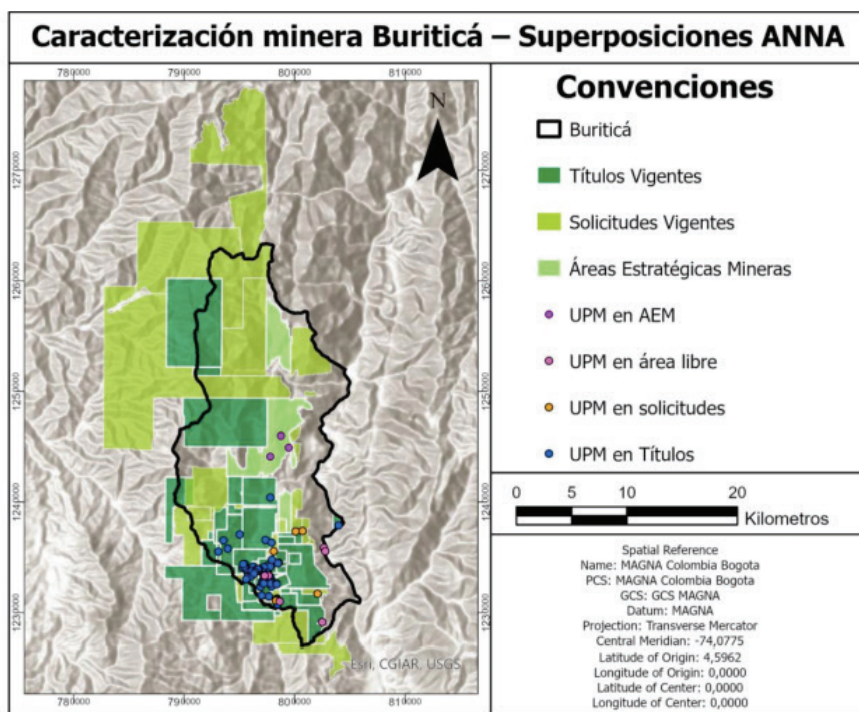 Caracterización minera Buriticá – Superposiciones ANNA
780000 790000 800000 810000
N
1270000 1270000
1260000 1260000
1250000 1250000
1240000 1240000
1230000 1230000
Esri, CGIAR, USGS
780000 790000 800000 810000
Convenciones
Buriticá
Títulos Vigentes
Solicitudes Vigentes
Áreas Estratégicas Mineras
UPM en AEM
UPM en área libre
UPM en solicitudes
UPM en Títulos
0 5 10 20
Kilometros
Spatial Reference
Name: MAGNA Colombia Bogota
PCS: MAGNA Colombia Bogota
GCS: GCS MAGNA
Datum: MAGNA
Projection: Transverse Mercator
Central Meridian: -74,0775
Latitude of Origin: 4,5962
Longitude of Origin: 0,0000
Latitude of Center: 0,0000
Longitude of Center: 0,0000